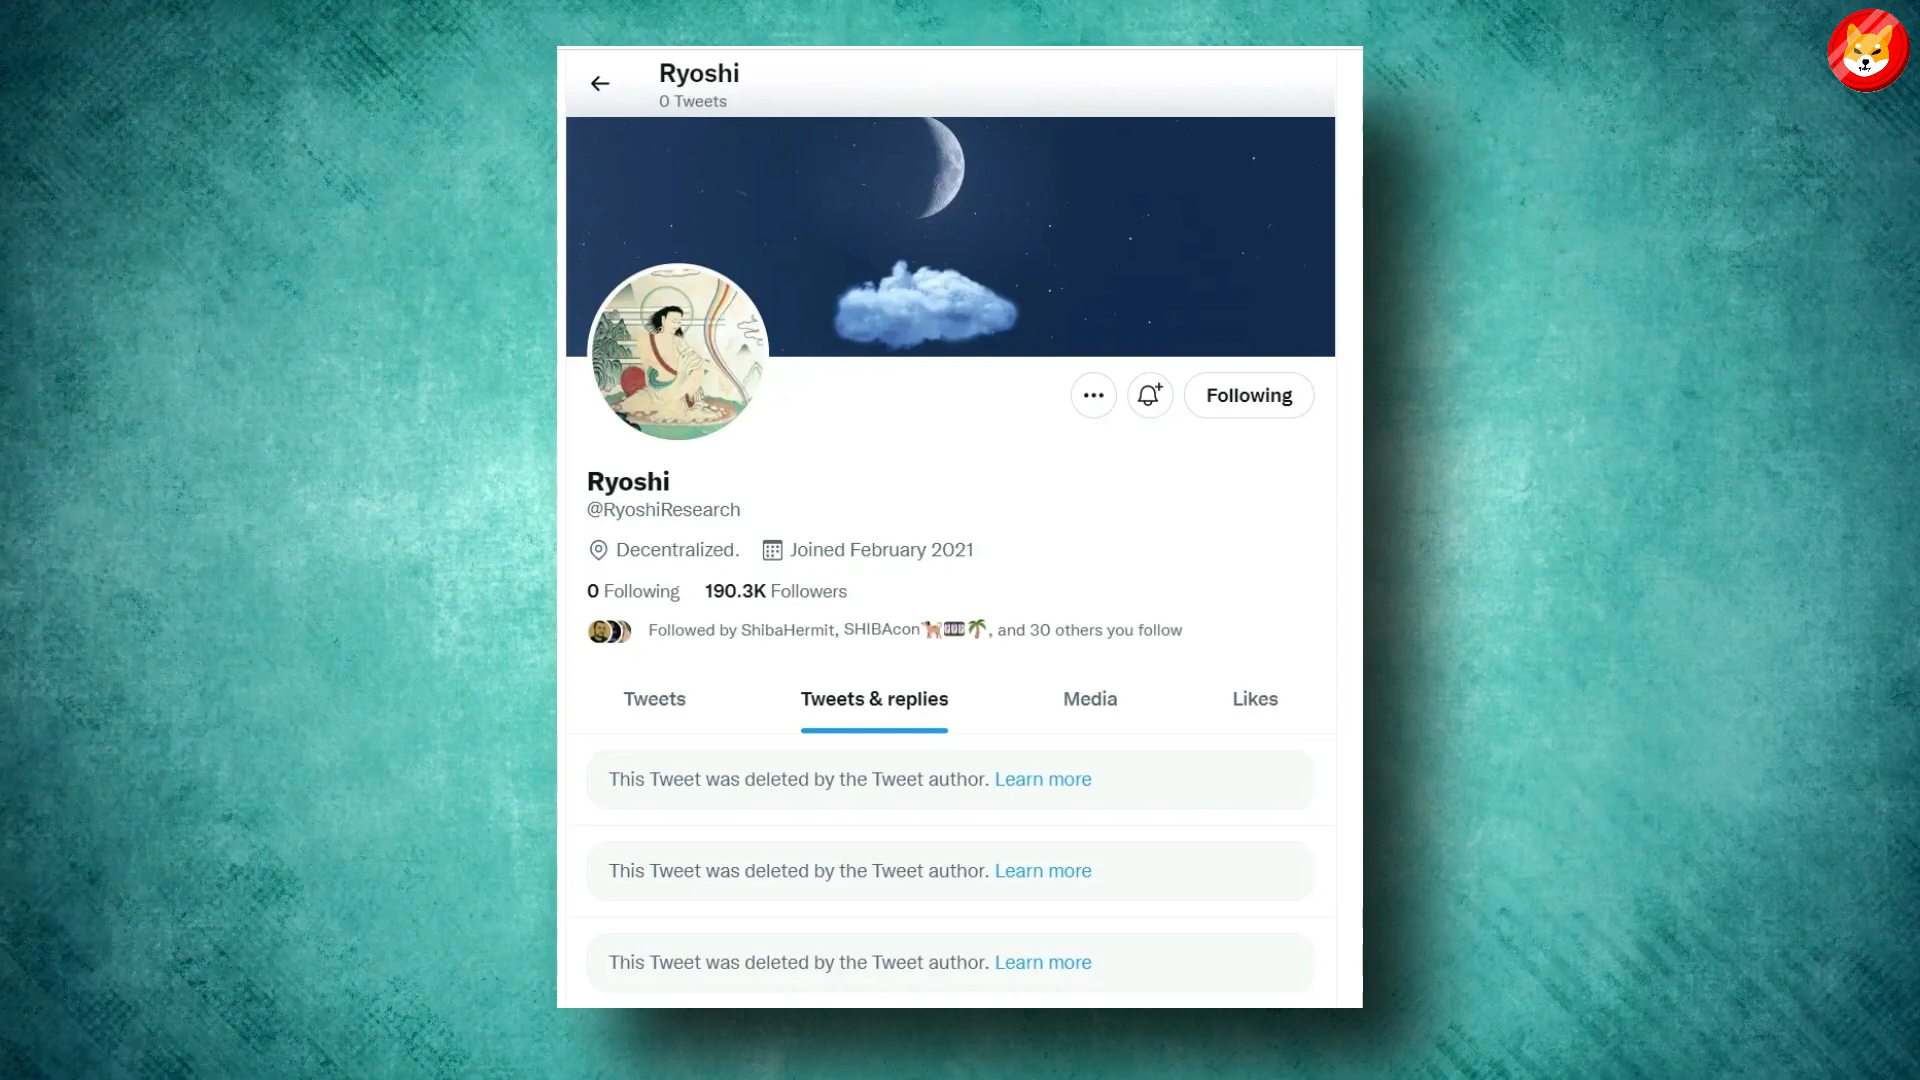 Ryoshi
0 Tweets
Following
Ryoshi
@RyoshiResearch
Decentralized. Joined February 2021
0 Following 190.3K Followers
Followed by ShibaHermit, SHIBAcon🐕🎟🌴, and 30 others you follow
Tweets Tweets & replies Media Likes
This Tweet was deleted by the Tweet author. Learn more
This Tweet was deleted by the Tweet author. Learn more
This Tweet was deleted by the Tweet author. Learn more